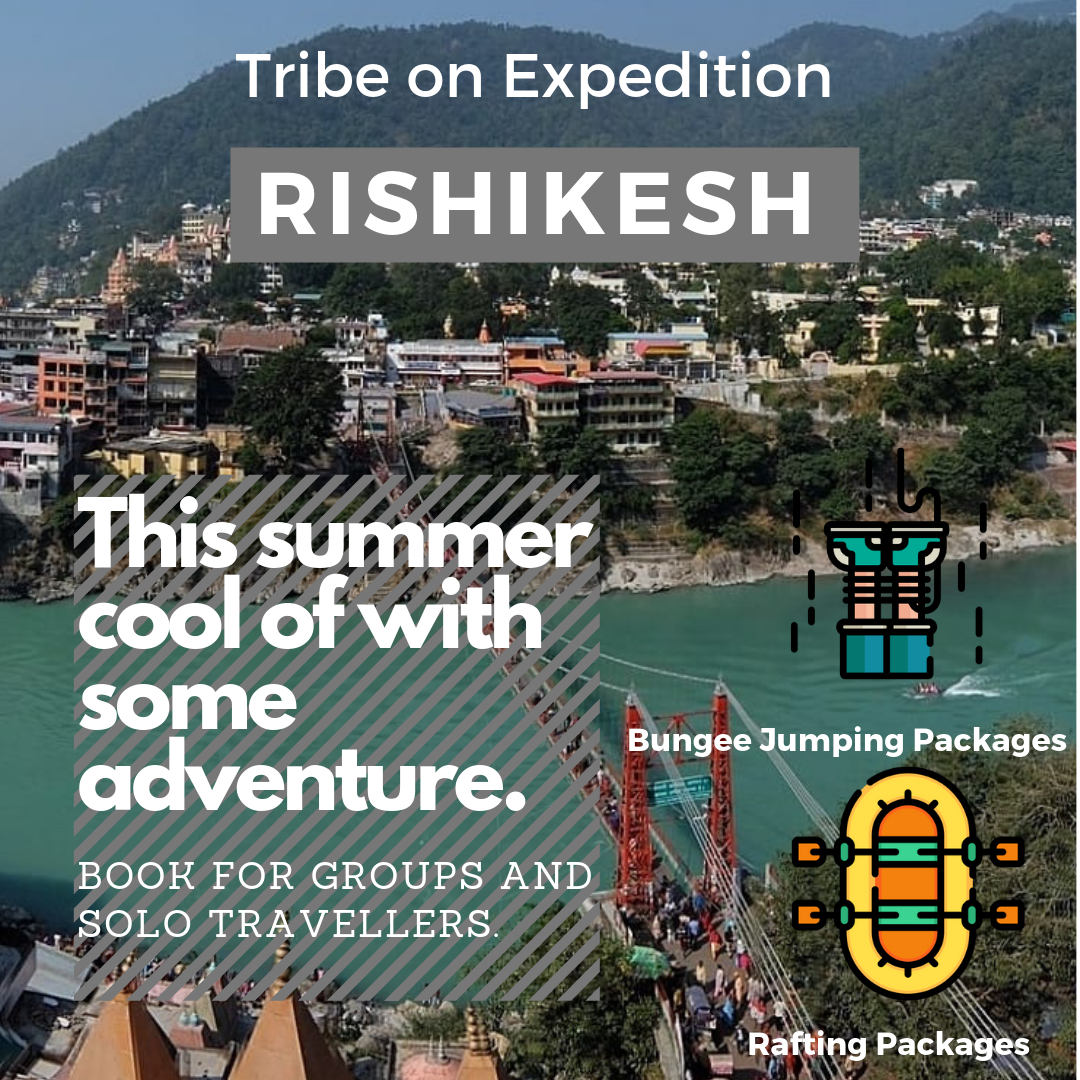 Tribe on Expedition
RISHIKESH
This summer
cool of with
some
adventure.
BOOK FOR GROUPS AND
SOLO TRAVELLERS.
Bungee Jumping Packages
Rafting Packages